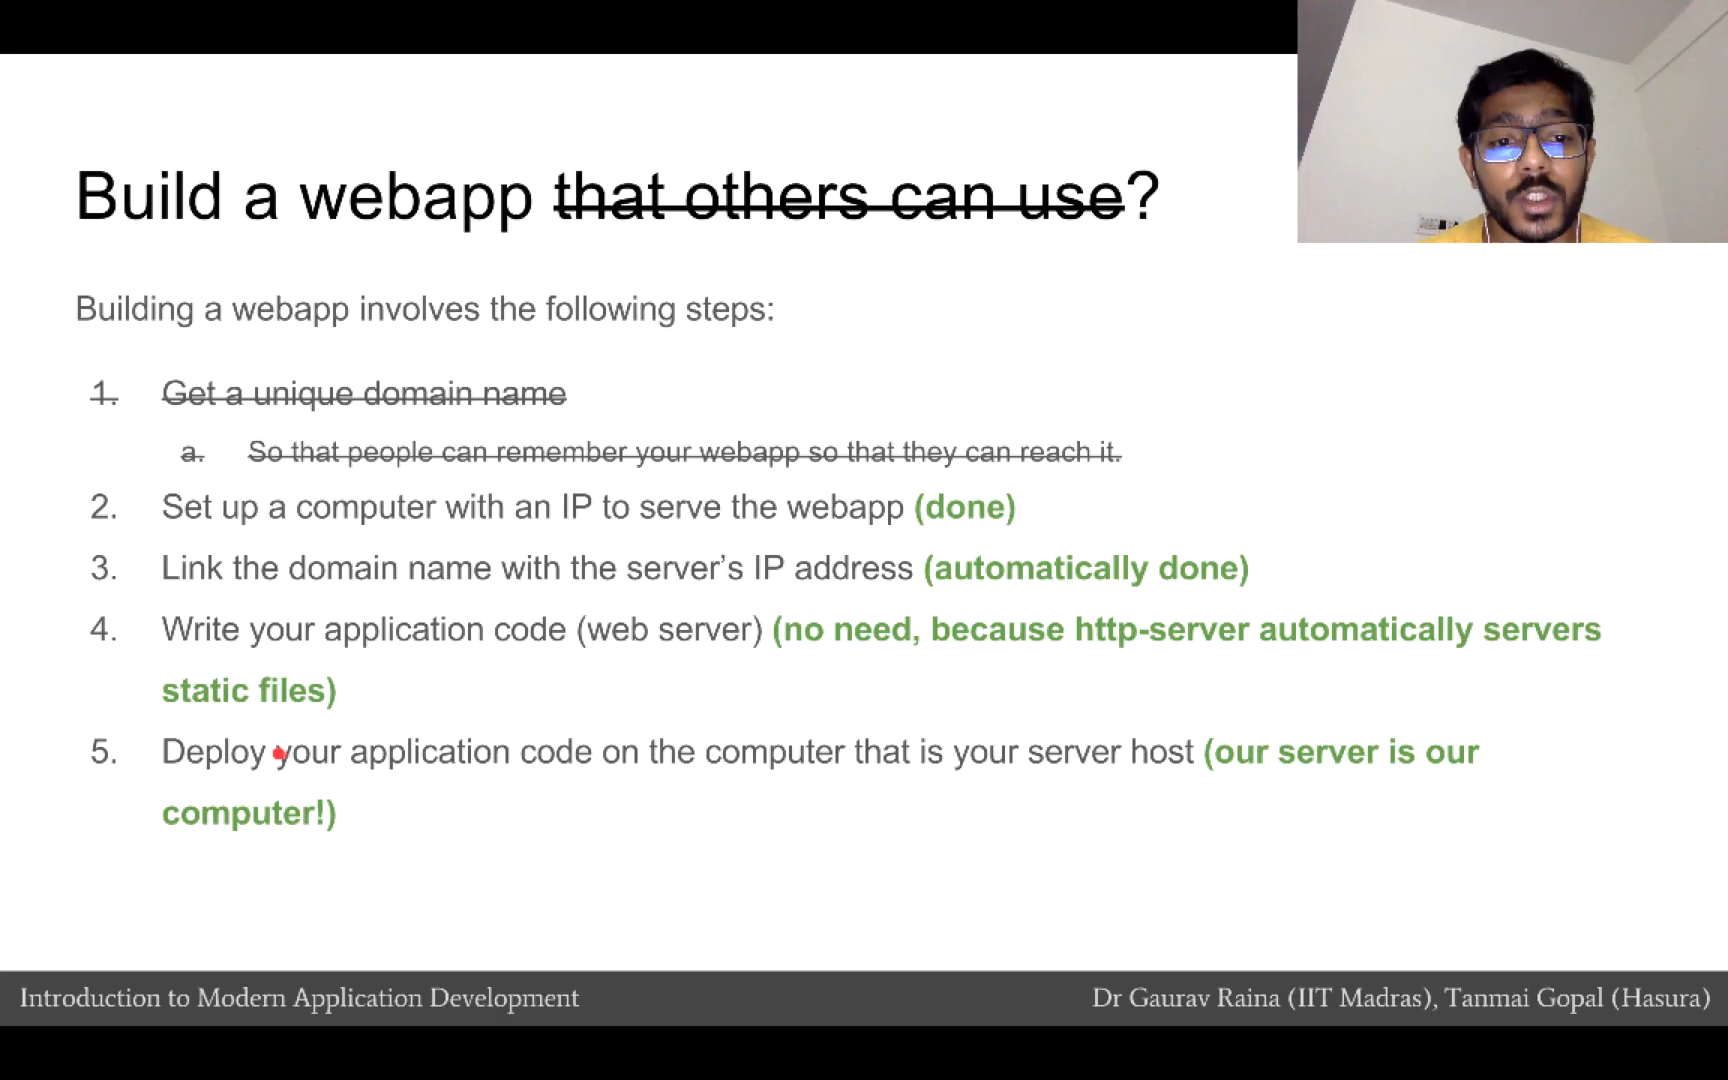 Build a webapp that others can use?
Building a webapp involves the following steps:
1. Get a unique domain name
a. So that people can remember your webapp so that they can reach it.
2. Set up a computer with an IP to serve the webapp (done)
3. Link the domain name with the server’s IP address (automatically done)
4. Write your application code (web server) (no need, because http-server automatically servers
static files)
5. Deploy your application code on the computer that is your server host (our server is our
computer!)
Introduction to Modern Application Development
Dr Gaurav Raina (IIT Madras), Tanmai Gopal (Hasura)